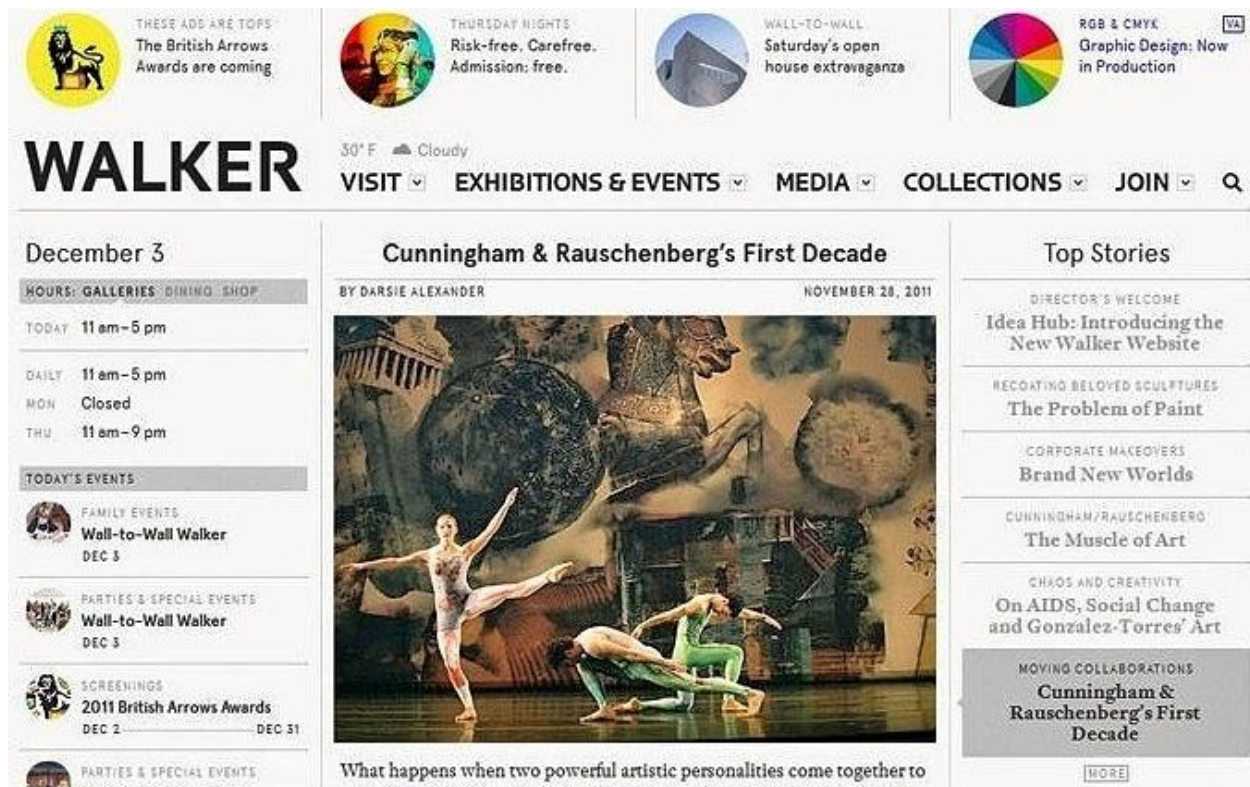 THESE ADS ARE TOPS
The British Arrows
Awards are coming
THURSDAY NIGHTS
Risk-free. Carefree.
Admission: free.
WALL-TO-WALL
Saturday's open
house extravaganza
RGB & CMYK
VA
Graphic Design: Now
in Production
WALKER
30° F Cloudy
VISIT EXHIBITIONS & EVENTS MEDIA COLLECTIONS JOIN
December 3
HOURS: GALLERIES DINING SHOP
TODAY 11 am – 5 pm
DAILY 11 am – 5 pm
MON Closed
THU 11 am – 9 pm
TODAY'S EVENTS
FAMILY EVENTS
Wall-to-Wall Walker
DEC 3
PARTIES & SPECIAL EVENTS
Wall-to-Wall Walker
DEC 3
SCREENINGS
2011 British Arrows Awards
DEC 2 DEC 31
PARTIES & SPECIAL EVENTS
Cunningham & Rauschenberg's First Decade
BY DARSIE ALEXANDER NOVEMBER 28, 2011
What happens when two powerful artistic personalities come together to
Top Stories
DIRECTOR'S WELCOME
Idea Hub: Introducing the
New Walker Website
RECOATING BELOVED SCULPTURES
The Problem of Paint
CORPORATE MAKEOVERS
Brand New Worlds
CUNNINGHAM/RAUSCHENBERG
The Muscle of Art
CHAOS AND CREATIVITY
On AIDS, Social Change
and Gonzalez-Torres' Art
MOVING COLLABORATIONS
Cunningham &
Rauschenberg's First
Decade
MORE